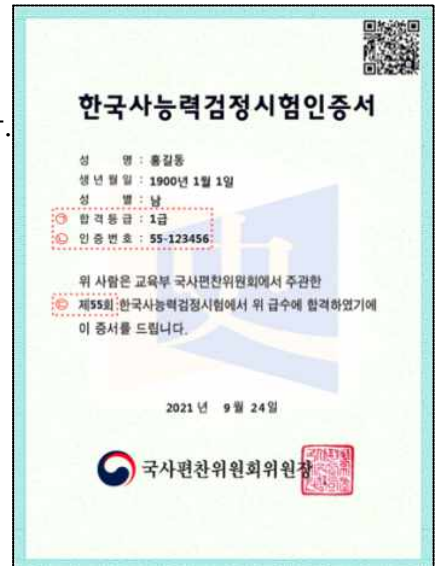 한국사능력검정시험인증서
성 명 : 홍길동
생 년 월 일 : 1900년 1월 1일
성 별 : 남
㉠ 합 격 등 급 : 1급
㉡ 인 증 번 호 : 55-123456
위 사람은 교육부 국사편찬위원회에서 주관한
㉢ 제55회 한국사능력검정시험에서 위 급수에 합격하였기에
이 증서를 드립니다.
2021 년 9 월 24 일
국사편찬위원회위원장